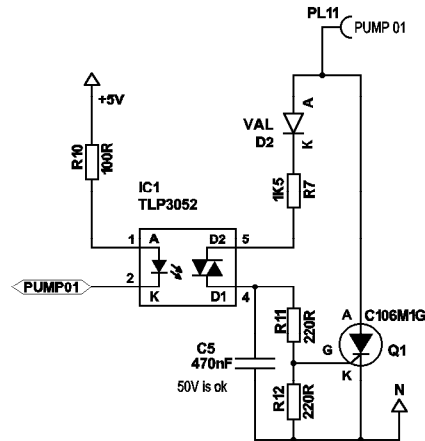 PL11
PUMP 01
+5V
A
VAL
D2
K
R10
100R
1K5
R7
IC1
TLP3052
1
A
D2
5
PUMP01
2
K
D1
4
R11
220R
A
C106M1G
G
Q1
K
C5
470nF
50V is ok
R12
220R
N